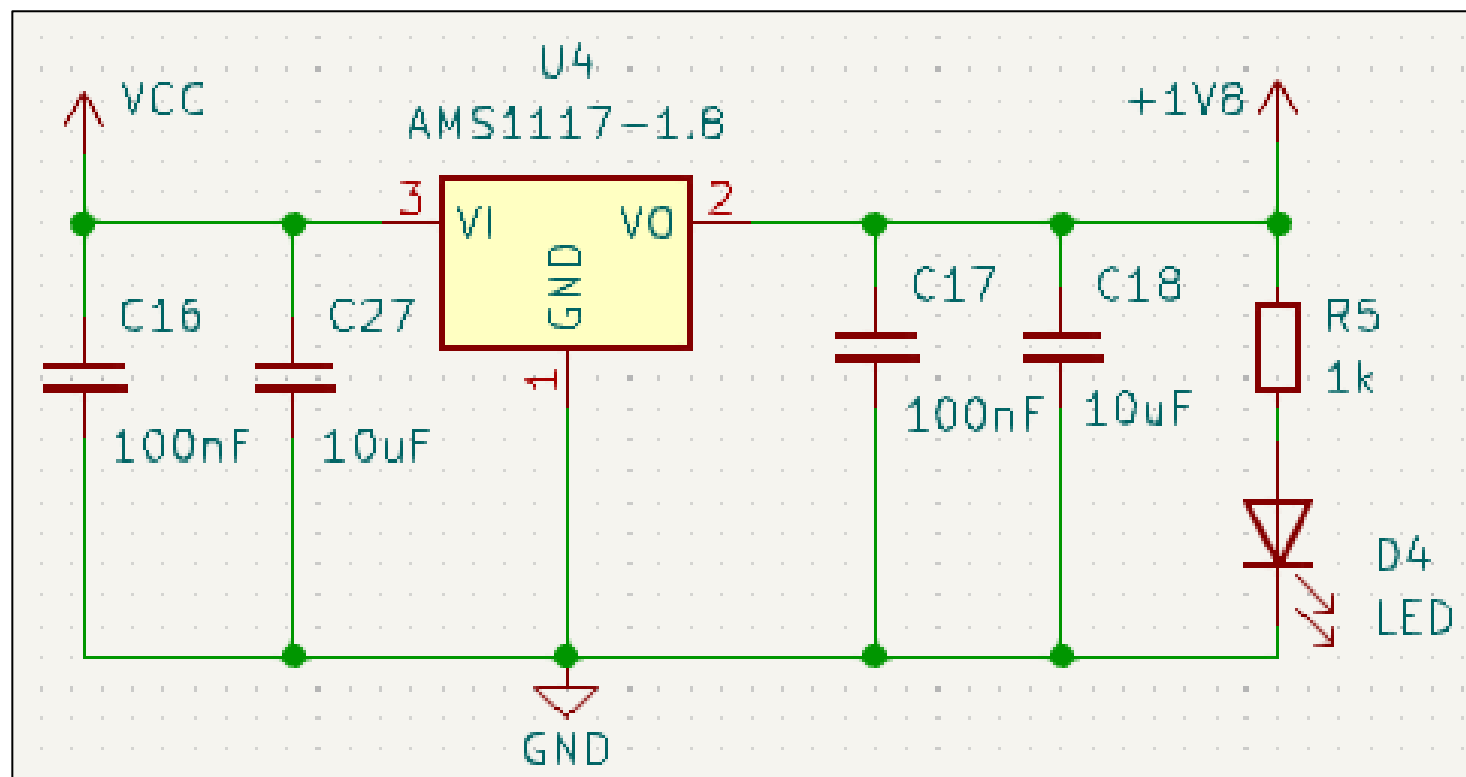 U4
AMS1117-1.8
VCC
+1V8
3
VI
VO
2
GND
1
C16
100nF
C27
10uF
C17
100nF
C18
10uF
R5
1k
D4
LED
GND